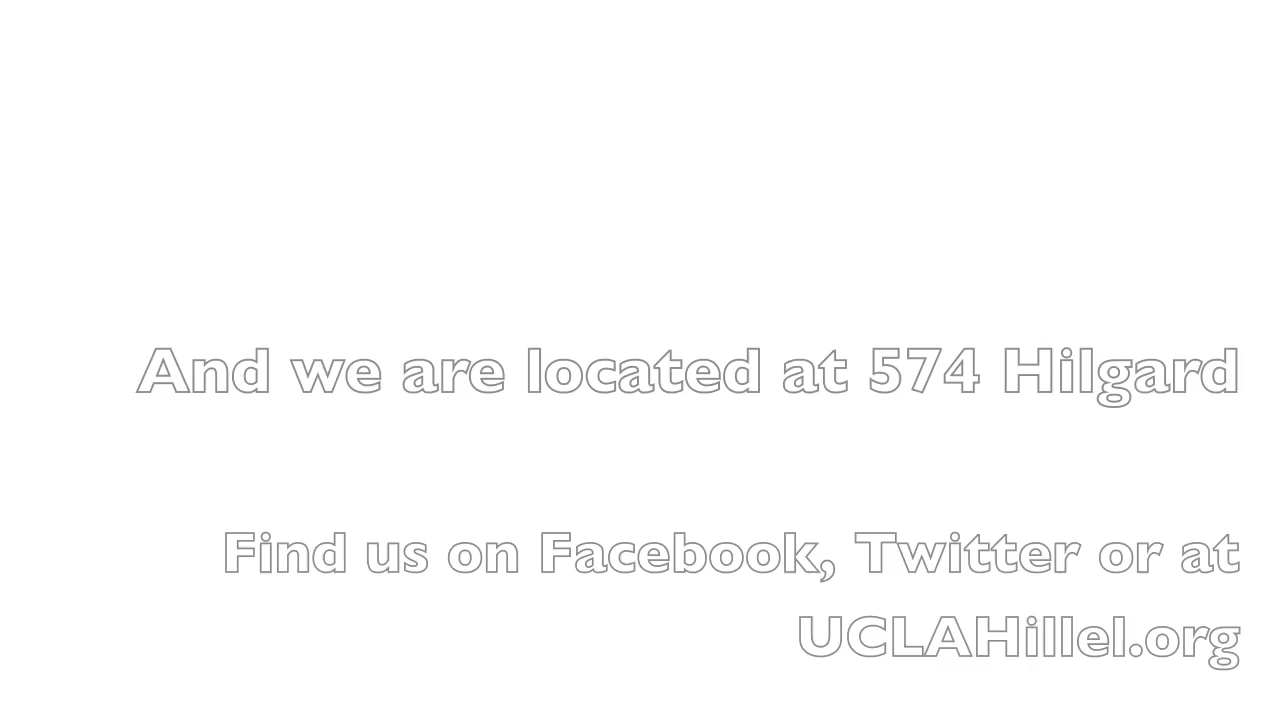 And we are located at 574 Hilgard
Find us on Facebook, Twitter or at
UCLAHillel.org